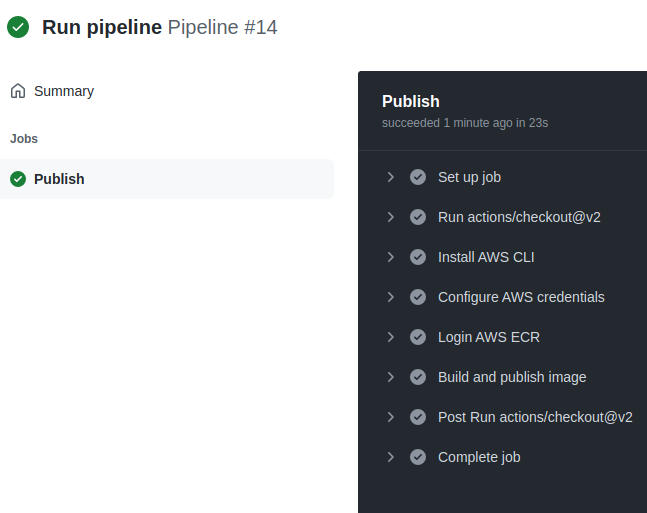 Run pipeline Pipeline #14
Summary
Jobs
Publish
Publish
succeeded 1 minute ago in 23s
Set up job
Run actions/checkout@v2
Install AWS CLI
Configure AWS credentials
Login AWS ECR
Build and publish image
Post Run actions/checkout@v2
Complete job